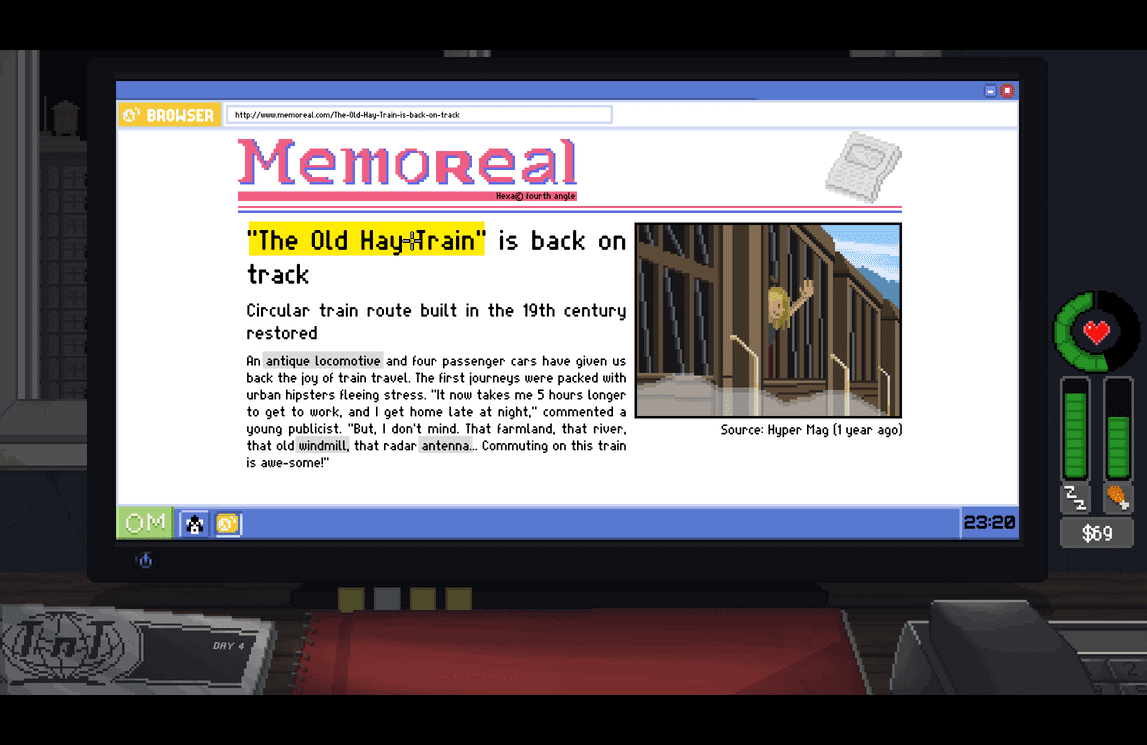 BROWSER
http://www.memoreal.com/The-Old-Hay-Train-is-back-on-track
Memoreal
Hexa© fourth angle
"The Old Hay Train" is back on
track
Circular train route built in the 19th century
restored
An antique locomotive and four passenger cars have given us
back the joy of train travel. The first journeys were packed with
urban hipsters fleeing stress. "It now takes me 5 hours longer
to get to work, and I get home late at night," commented a
young publicist. "But, I don't mind. That farmland, that river,
that old windmill, that radar antenna... Commuting on this train
is awe-some!"
Source: Hyper Mag (1 year ago)
OM
23:20
zzz
$69
TnT
DAY 4
2